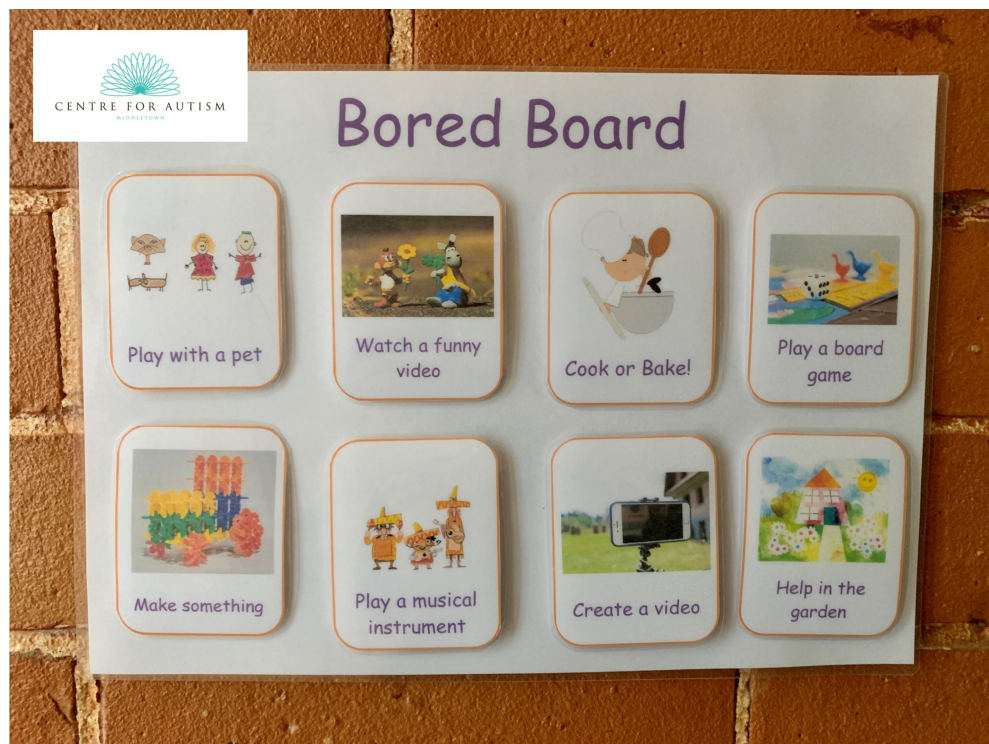 CENTRE FOR AUTISM
MIDDLETOWN
Bored Board
Play with a pet
Watch a funny
video
Cook or Bake!
Play a board
game
Make something
Play a musical
instrument
Create a video
Help in the
garden